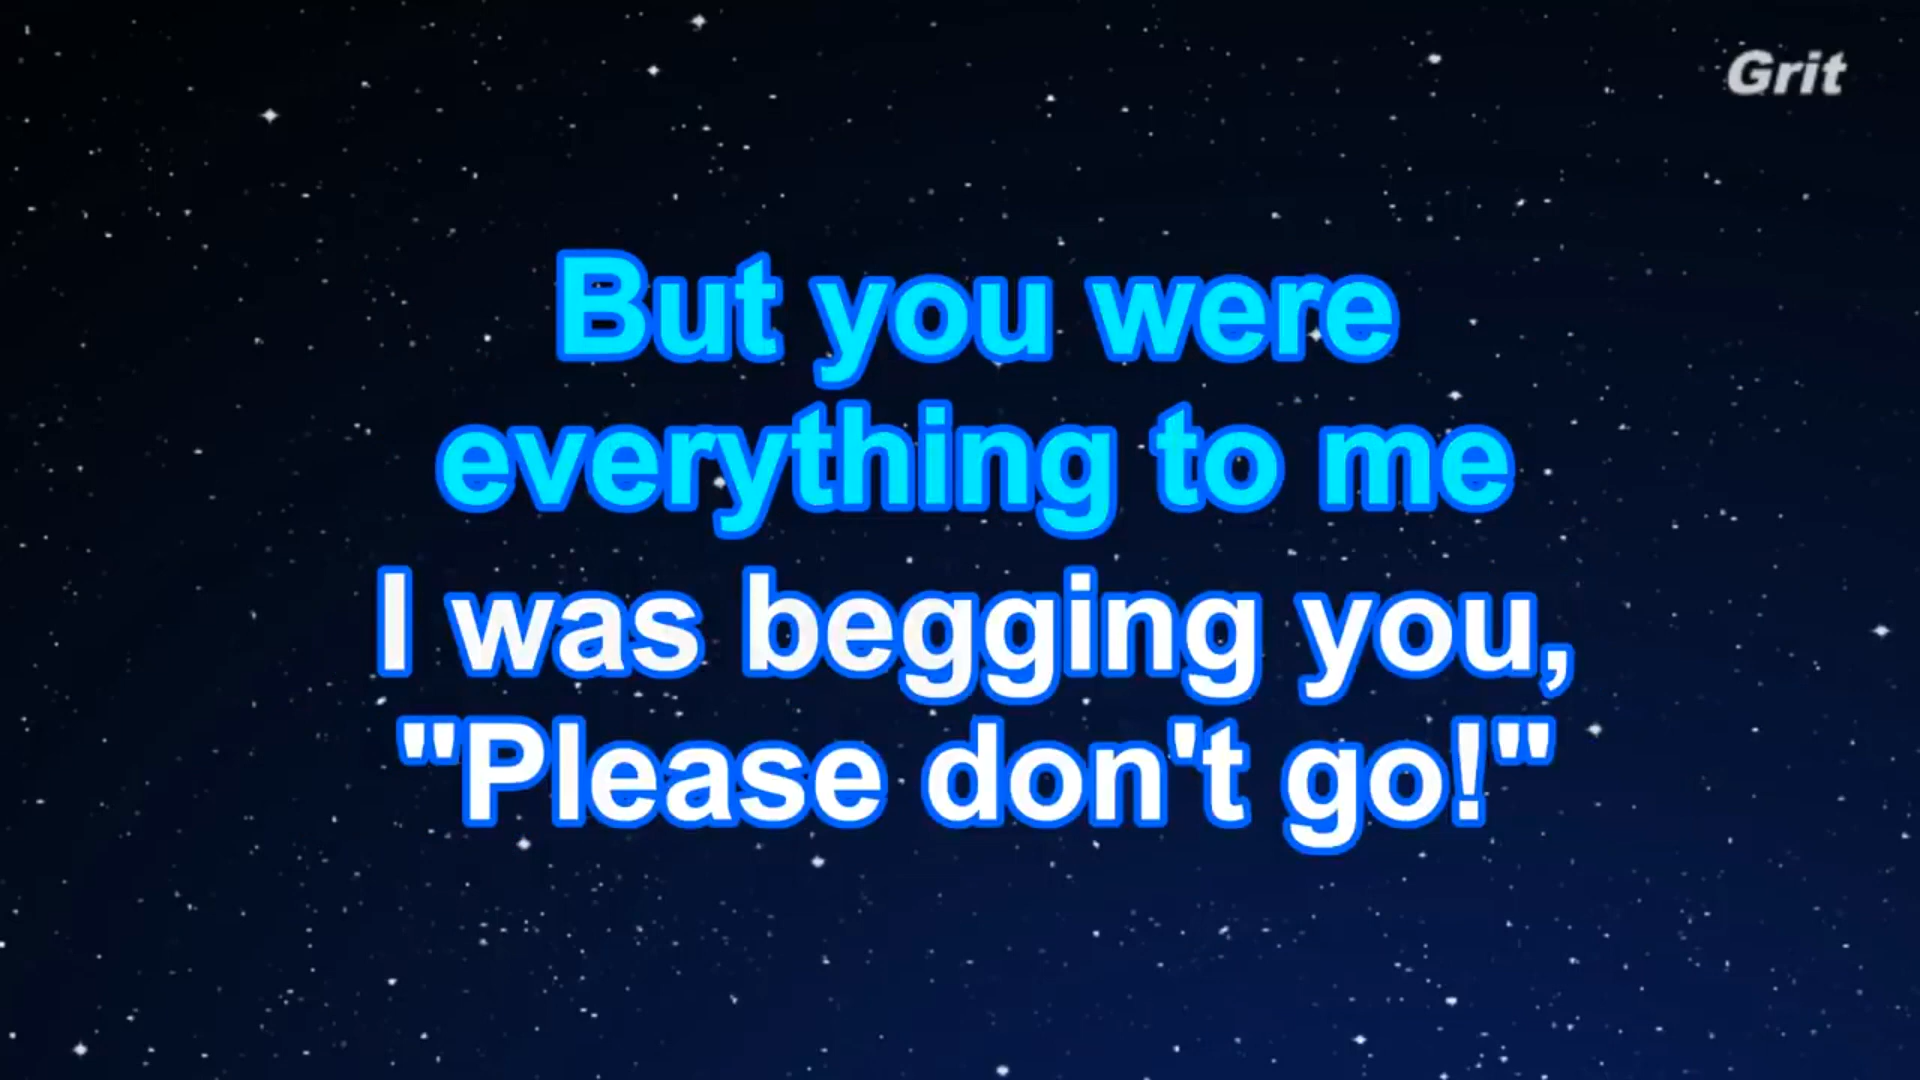 Grit
But you were
everything to me
I was begging you,
"Please don't go!"